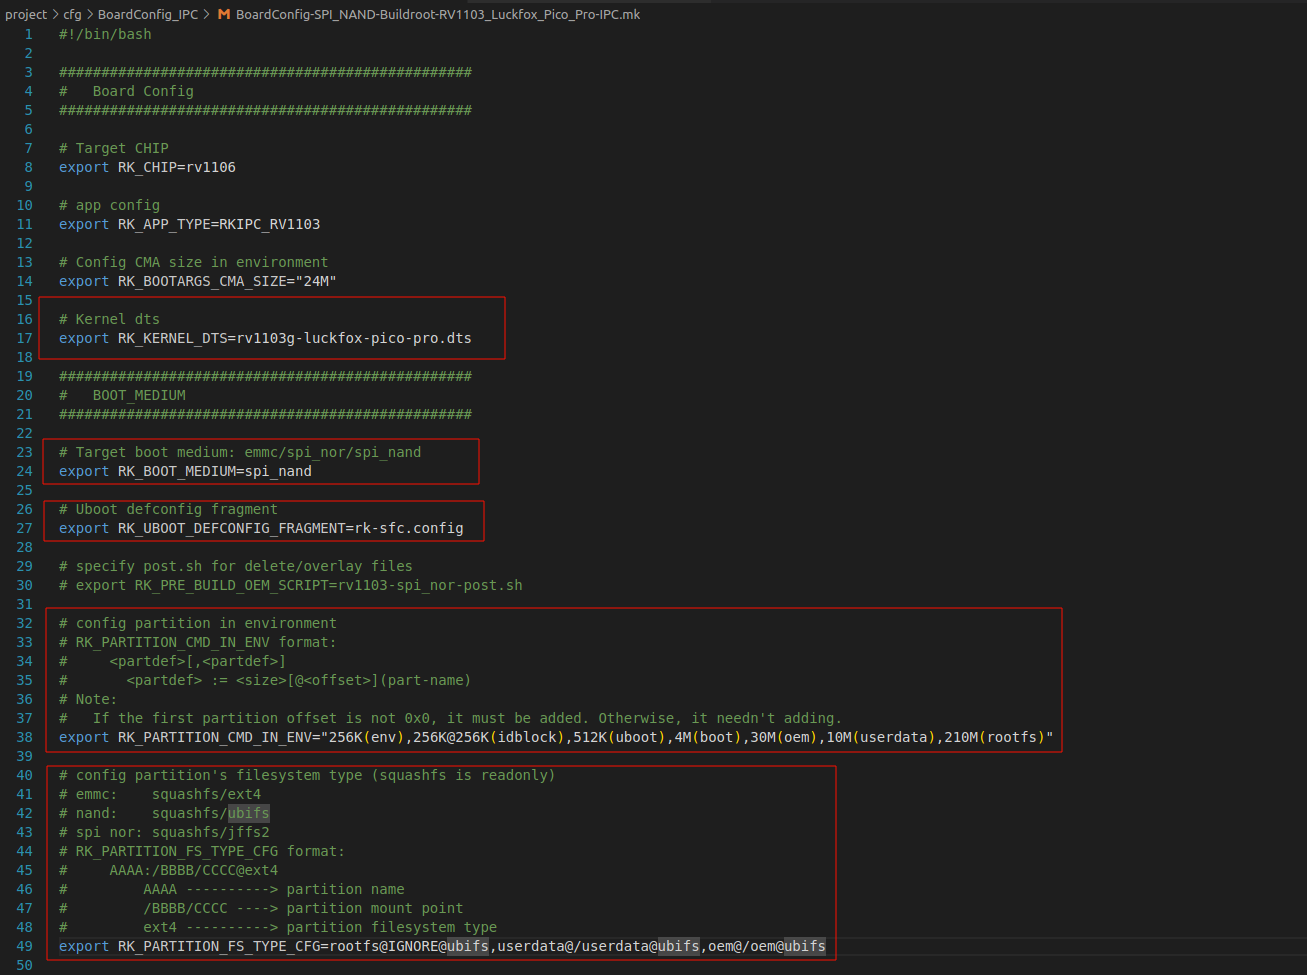 project > cfg > BoardConfig_IPC > M BoardConfig-SPI_NAND-Buildroot-RV1103_Luckfox_Pico_Pro-IPC.mk
1 #!/bin/bash
2
3 #################################################
4 #   Board Config
5 #################################################
6
7 # Target CHIP
8 export RK_CHIP=rv1106
9
10 # app config
11 export RK_APP_TYPE=RKIPC_RV1103
12
13 # Config CMA size in environment
14 export RK_BOOTARGS_CMA_SIZE="24M"
15
16 # Kernel dts
17 export RK_KERNEL_DTS=rv1103g-luckfox-pico-pro.dts
18
19 #################################################
20 #   BOOT_MEDIUM
21 #################################################
22
23 # Target boot medium: emmc/spi_nor/spi_nand
24 export RK_BOOT_MEDIUM=spi_nand
25
26 # Uboot defconfig fragment
27 export RK_UBOOT_DEFCONFIG_FRAGMENT=rk-sfc.config
28
29 # specify post.sh for delete/overlay files
30 # export RK_PRE_BUILD_OEM_SCRIPT=rv1103-spi_nor-post.sh
31
32 # config partition in environment
33 # RK_PARTITION_CMD_IN_ENV format:
34 #     <partdef>[,<partdef>]
35 #       <partdef> := <size>[@<offset>](part-name)
36 # Note:
37 #   If the first partition offset is not 0x0, it must be added. Otherwise, it needn't adding.
38 export RK_PARTITION_CMD_IN_ENV="256K(env),256K@256K(idblock),512K(uboot),4M(boot),30M(oem),10M(userdata),210M(rootfs)"
39
40 # config partition's filesystem type (squashfs is readonly)
41 # emmc:    squashfs/ext4
42 # nand:    squashfs/ubifs
43 # spi nor: squashfs/jffs2
44 # RK_PARTITION_FS_TYPE_CFG format:
45 #     AAAA:/BBBB/CCCC@ext4
46 #         AAAA ----------> partition name
47 #         /BBBB/CCCC ----> partition mount point
48 #         ext4 ----------> partition filesystem type
49 export RK_PARTITION_FS_TYPE_CFG=rootfs@IGNORE@ubifs,userdata@/userdata@ubifs,oem@/oem@ubifs
50